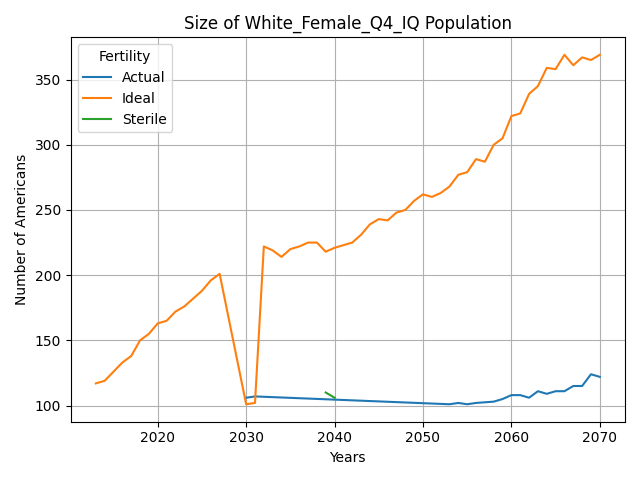 Size of White_Female_Q4_IQ Population
Fertility
Actual
Ideal
Sterile
Number of Americans
350
300
250
200
150
100
2020
2030
2040
2050
2060
2070
Years